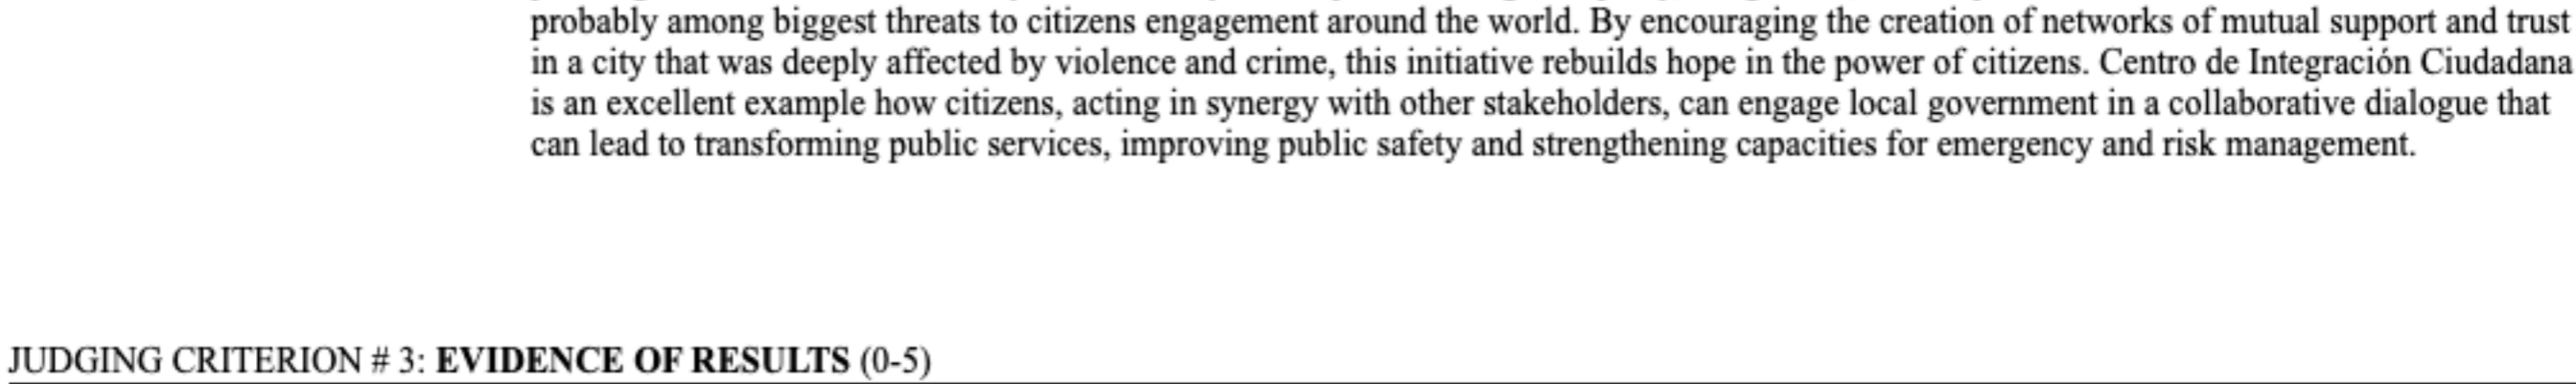 probably among biggest threats to citizens engagement around the world. By encouraging the creation of networks of mutual support and trust
in a city that was deeply affected by violence and crime, this initiative rebuilds hope in the power of citizens. Centro de Integración Ciudadana
is an excellent example how citizens, acting in synergy with other stakeholders, can engage local government in a collaborative dialogue that
can lead to transforming public services, improving public safety and strengthening capacities for emergency and risk management.
JUDGING CRITERION # 3: EVIDENCE OF RESULTS (0-5)